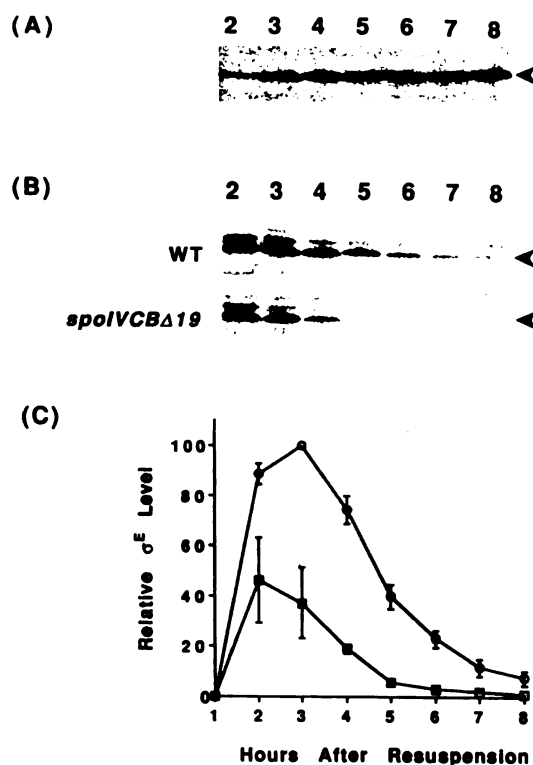 (A)
2 3 4 5 6 7 8
(B)
2 3 4 5 6 7 8
WT
spoIVCBΔ19
(C)
100
80
60
40
20
0
Relative σE Level
1 2 3 4 5 6 7 8
Hours After Resuspension